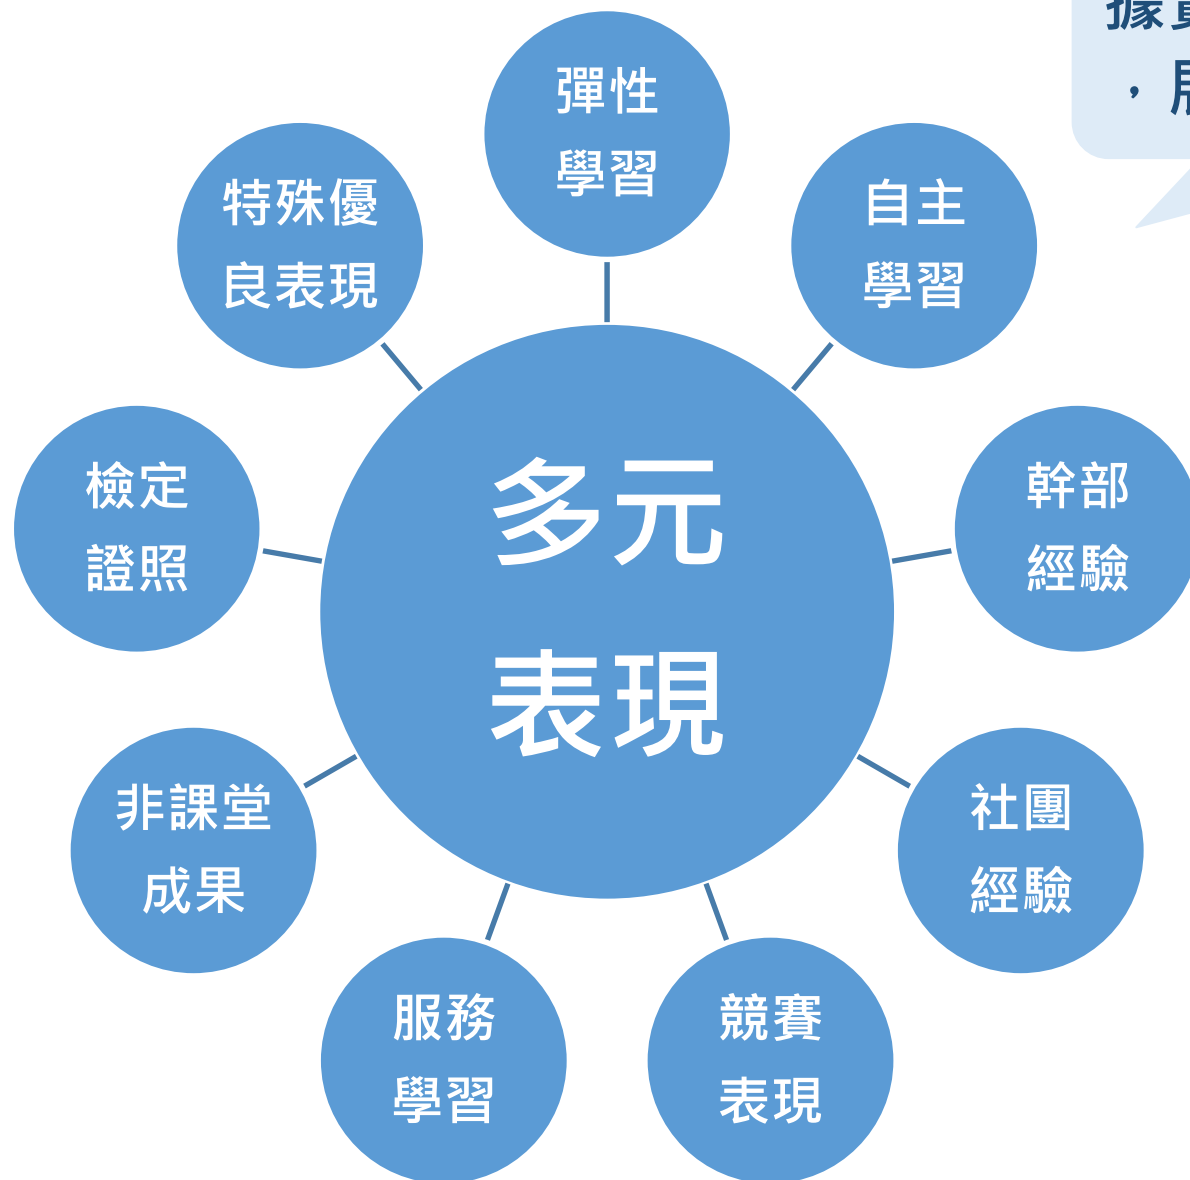 據
，展
彈性
學習
自主
學習
幹部
經驗
社團
經驗
競賽
表現
服務
學習
非課堂
成果
檢定
證照
特殊優
良表現
多元
表現